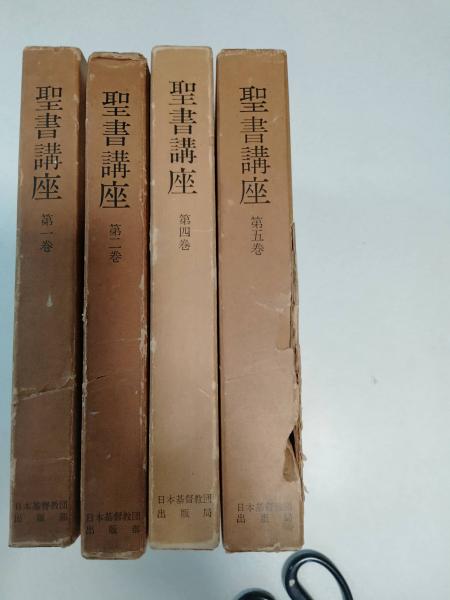 聖書講座
第一巻
日本基督教団
出版部
聖書講座
第二巻
日本基督教団
出版部
聖書講座
第四巻
日本基督教団
出版局
聖書講座
第五巻
日本基督教団
出版局